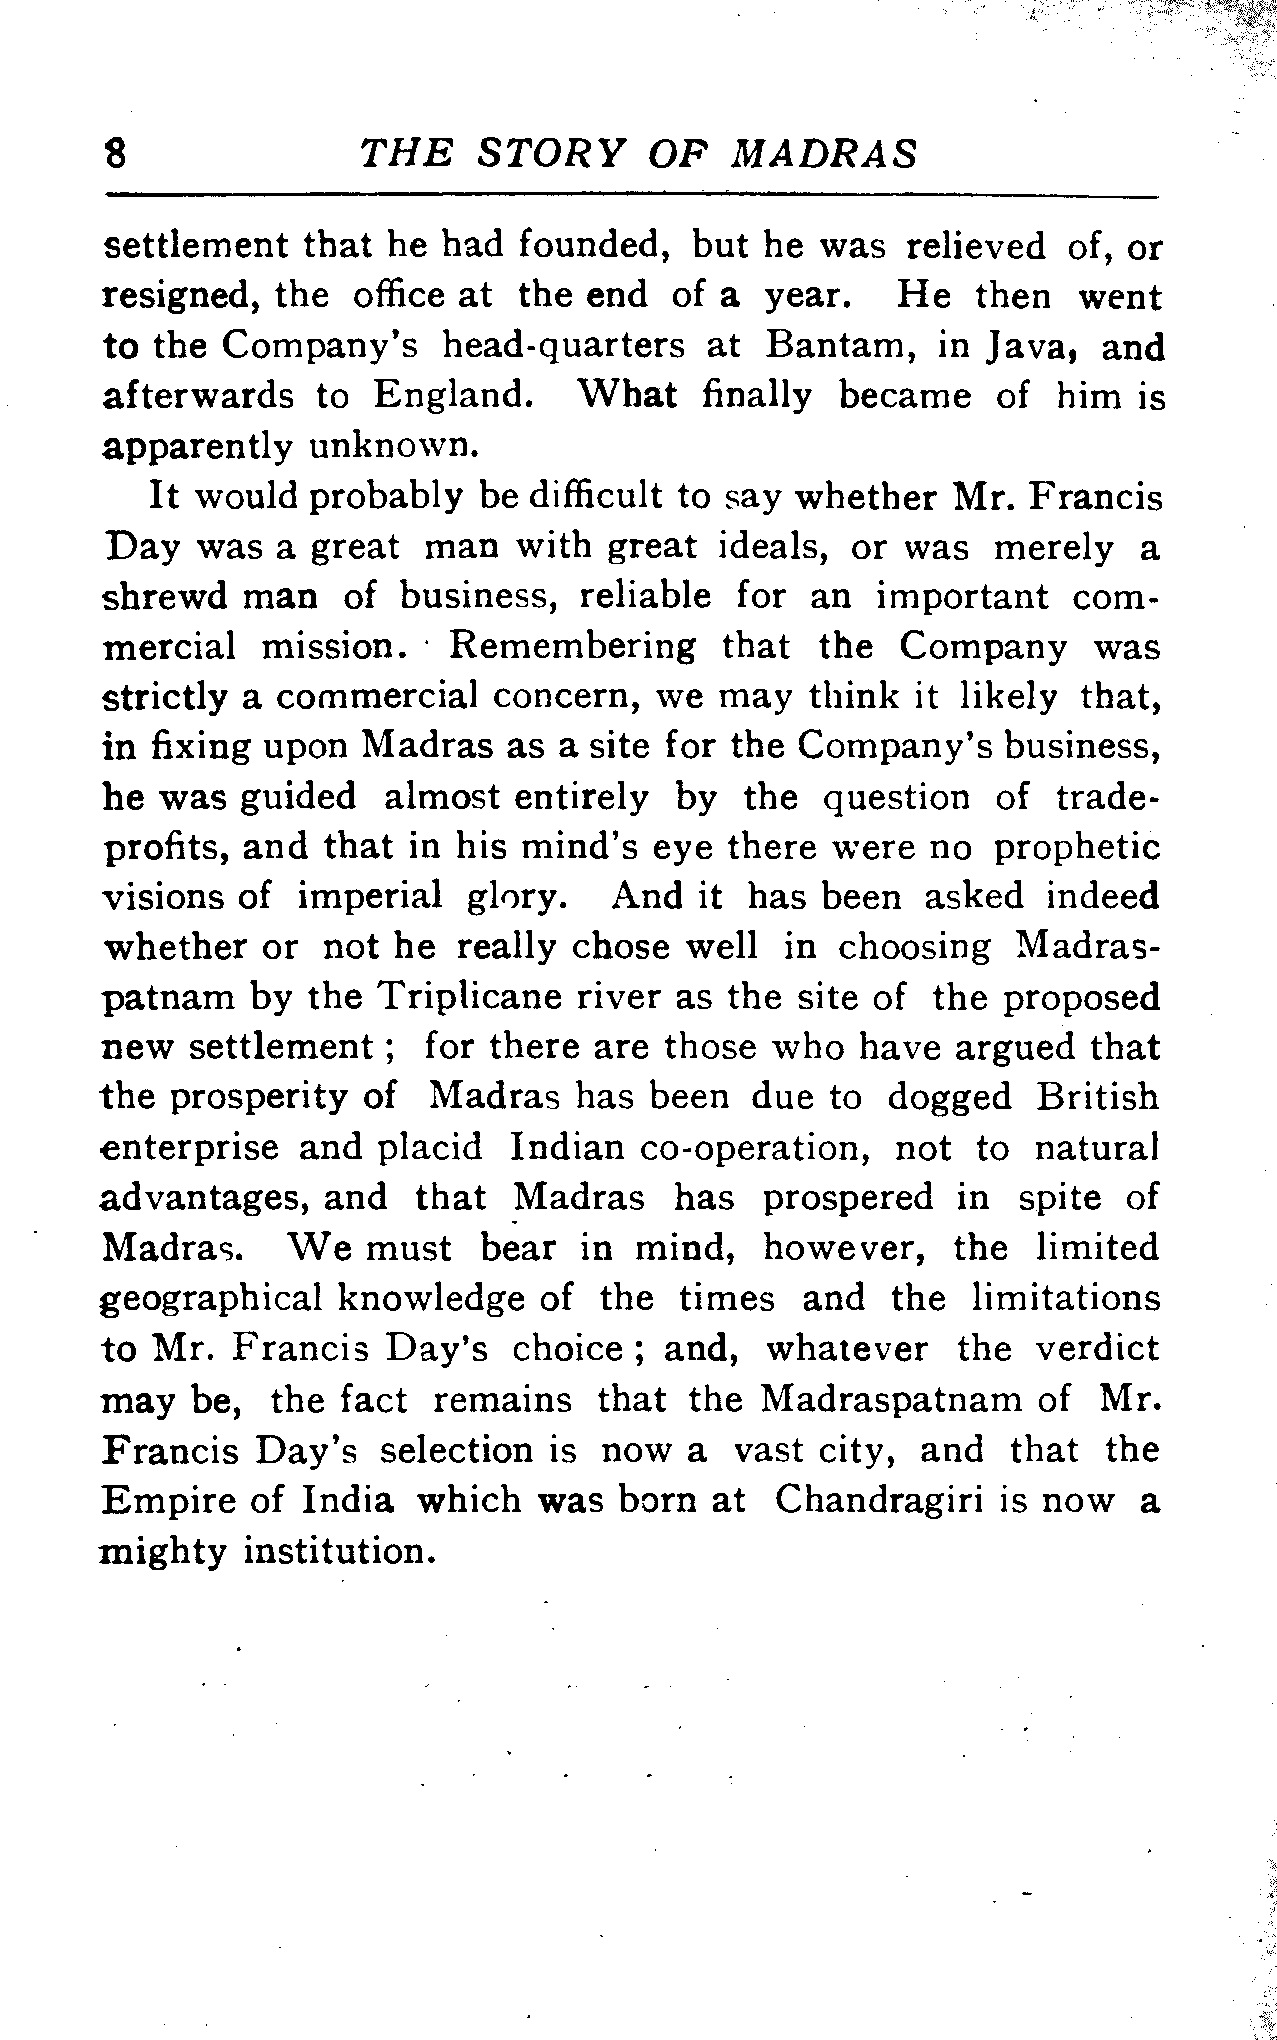 8 THE STORY OF MADRAS
settlement that he had founded, but he was relieved of, or
resigned, the office at the end of a year. He then went
to the Company's head-quarters at Bantam, in Java, and
afterwards to England. What finally became of him is
apparently unknown.
It would probably be difficult to say whether Mr. Francis
Day was a great man with great ideals, or was merely a
shrewd man of business, reliable for an important com-
mercial mission. Remembering that the Company was
strictly a commercial concern, we may think it likely that,
in fixing upon Madras as a site for the Company's business,
he was guided almost entirely by the question of trade-
profits, and that in his mind's eye there were no prophetic
visions of imperial glory. And it has been asked indeed
whether or not he really chose well in choosing Madras-
patnam by the Triplicane river as the site of the proposed
new settlement ; for there are those who have argued that
the prosperity of Madras has been due to dogged British
enterprise and placid Indian co-operation, not to natural
advantages, and that Madras has prospered in spite of
Madras. We must bear in mind, however, the limited
geographical knowledge of the times and the limitations
to Mr. Francis Day's choice ; and, whatever the verdict
may be, the fact remains that the Madraspatnam of Mr.
Francis Day's selection is now a vast city, and that the
Empire of India which was born at Chandragiri is now a
mighty institution.